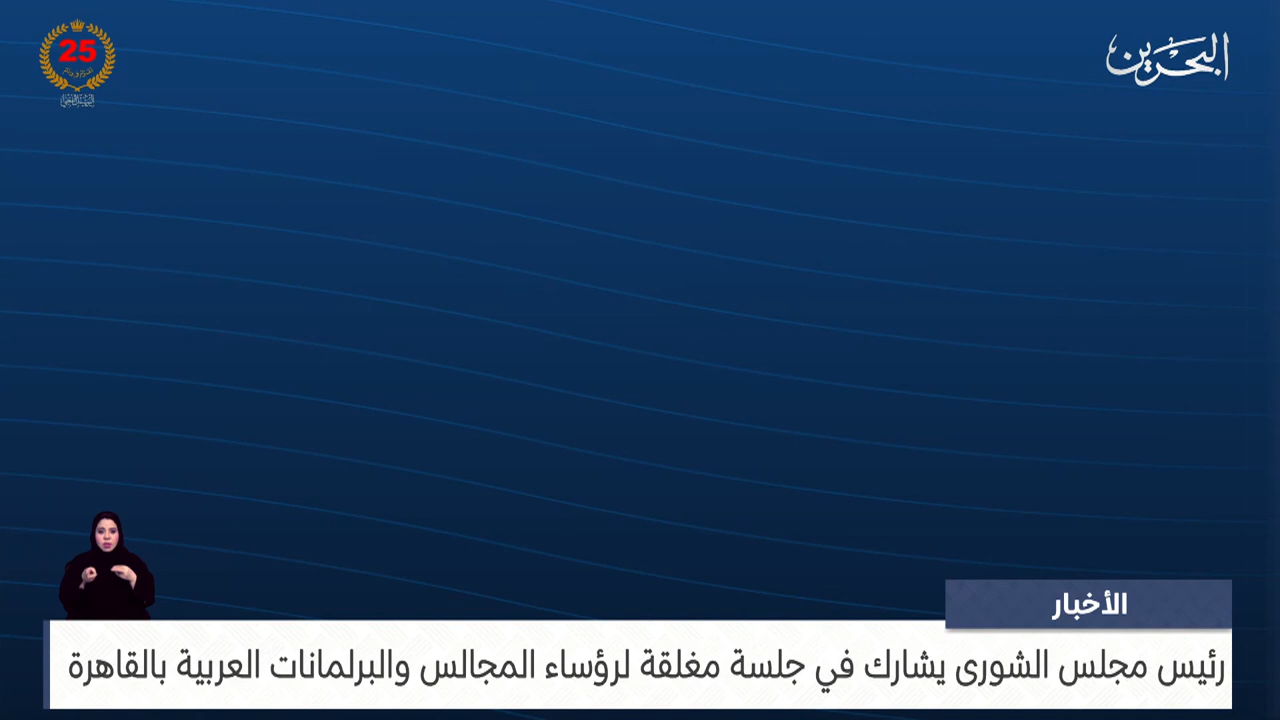 البحرين
25
الأخبار
رئيس مجلس الشورى يشارك في جلسة مغلقة لرؤساء المجالس والبرلمانات العربية بالقاهرة